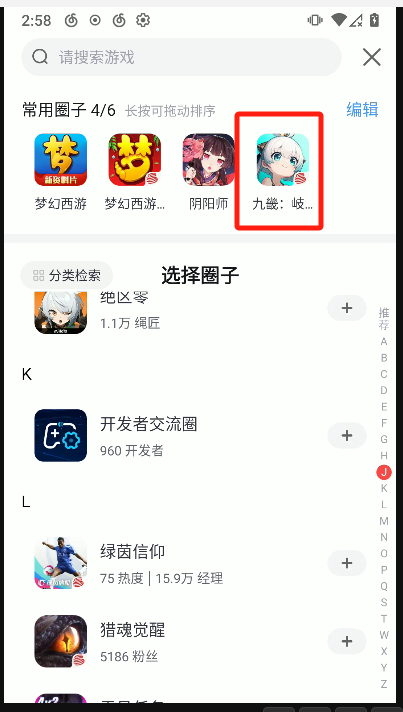 2:58
请搜索游戏
常用圈子 4/6 长按可拖动排序 编辑
新资料片
梦幻西游 梦幻西游... 阴阳师 九畿：岐...
分类检索 选择圈子
绝区零
1.1万 绳匠
K
开发者交流圈
960 开发者
L
绿茵信仰
75 热度 | 15.9万 经理
猎魂觉醒
5186 粉丝
推
荐
A
B
C
D
E
F
G
H
J
K
L
M
N
O
P
Q
S
T
W
X
Y
Z